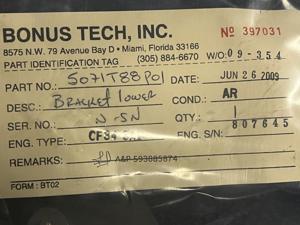 BONUS TECH, INC. № 397031
8575 N.W. 79 Avenue Bay D • Miami, Florida 33166
PART IDENTIFICATION TAG (305) 884-6670 W/O: 09-354
PART NO. 5071T88P01 DATE: JUN 26 2009
DESC.: Bracket lower COND.: AR
SER. NO. N-SN QTY.: 1
ENG. TYPE: CF34 ENG. S/N: 807645
REMARKS: A&P 593885874
FORM: BT02